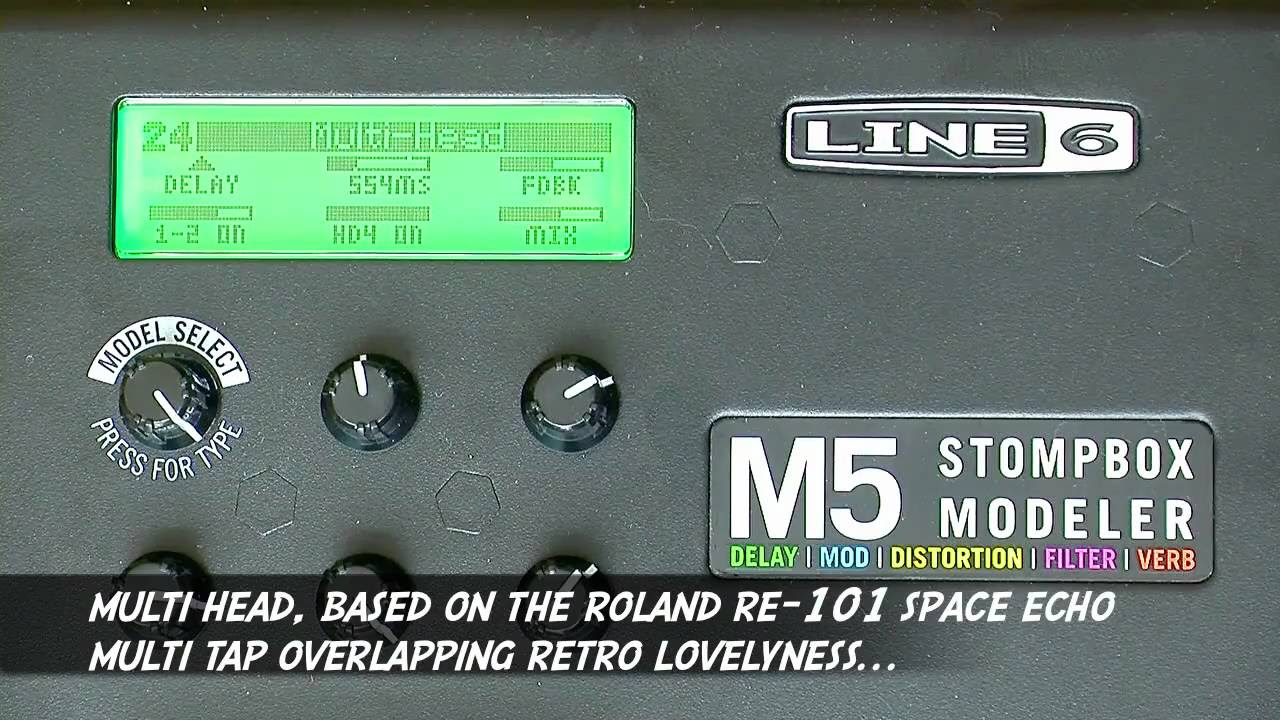 24 Multi-Head
DELAY 554ms FDBK
1-2 ON HD4 ON MIX
LINE 6
MODEL SELECT
PRESS FOR TYPE
M5 STOMPBOX
MODELER
DELAY | MOD | DISTORTION | FILTER | VERB
MULTI HEAD, BASED ON THE ROLAND RE-101 SPACE ECHO
MULTI TAP OVERLAPPING RETRO LOVELYNESS...